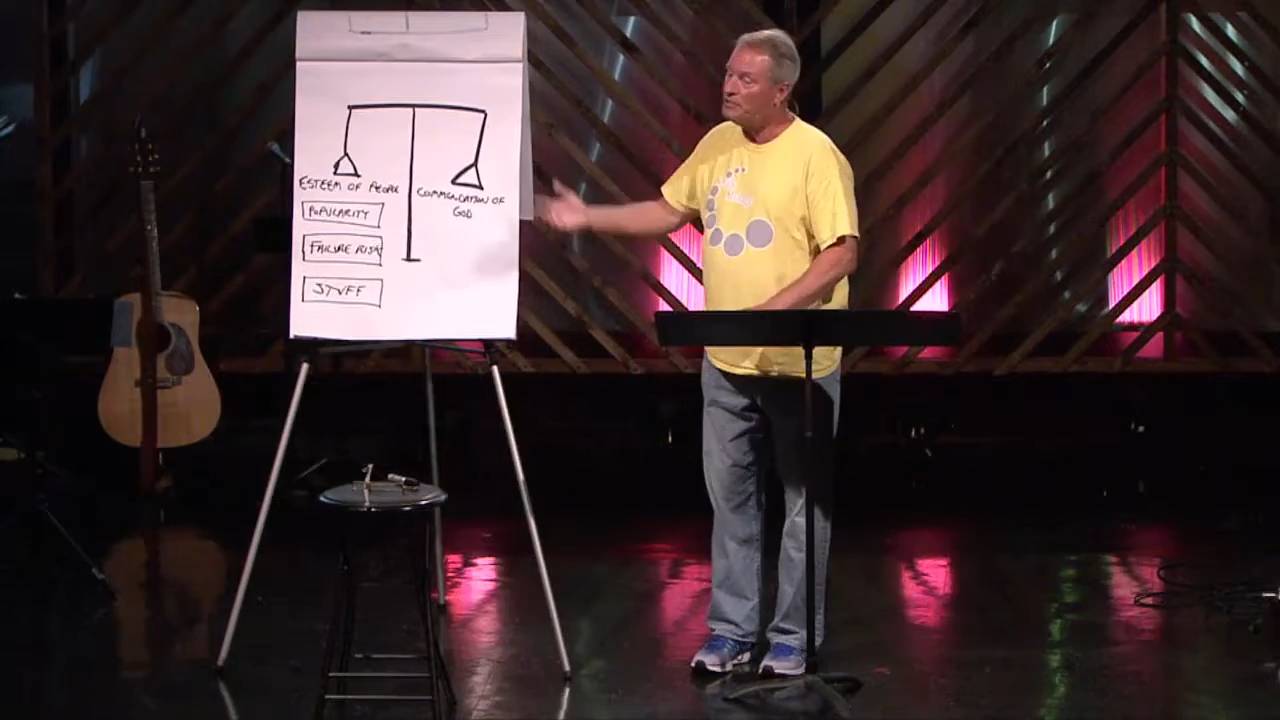 ESTEEM OF PEOPLE
COMMENDATION OF
GOD
POPULARITY
FAILURE RISK
STUFF